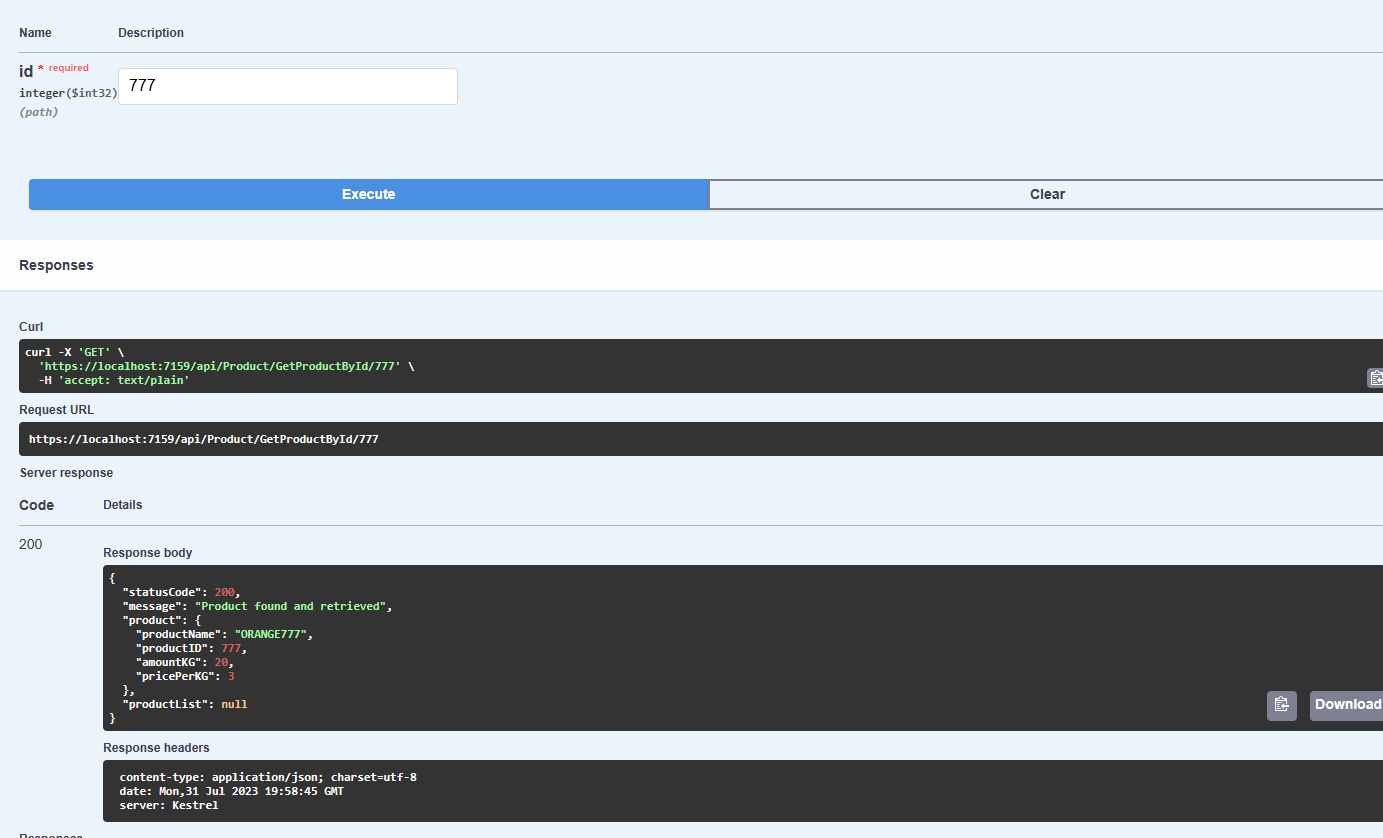 Name Description
id * required
integer($int32)
(path)
777
Execute Clear
Responses
Curl
curl -X 'GET' \
  'https://localhost:7159/api/Product/GetProductById/777' \
  -H 'accept: text/plain'
Request URL
https://localhost:7159/api/Product/GetProductById/777
Server response
Code Details
200
Response body
{
  "statusCode": 200,
  "message": "Product found and retrieved",
  "product": {
    "productName": "ORANGE777",
    "productID": 777,
    "amountKG": 20,
    "pricePerKG": 3
  },
  "productList": null
}
Download
Response headers
content-type: application/json; charset=utf-8
date: Mon,31 Jul 2023 19:58:45 GMT
server: Kestrel
Responses